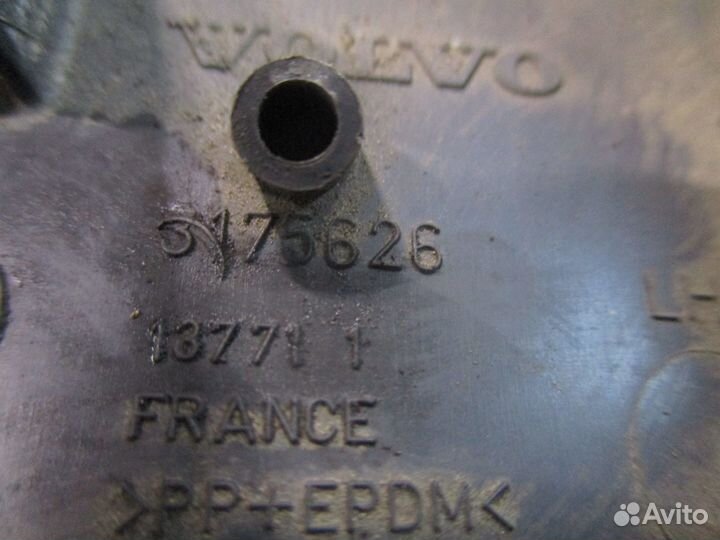 VOLVO
3175626
13771 1
FRANCE
>PP+EPDM<
L-
Avito